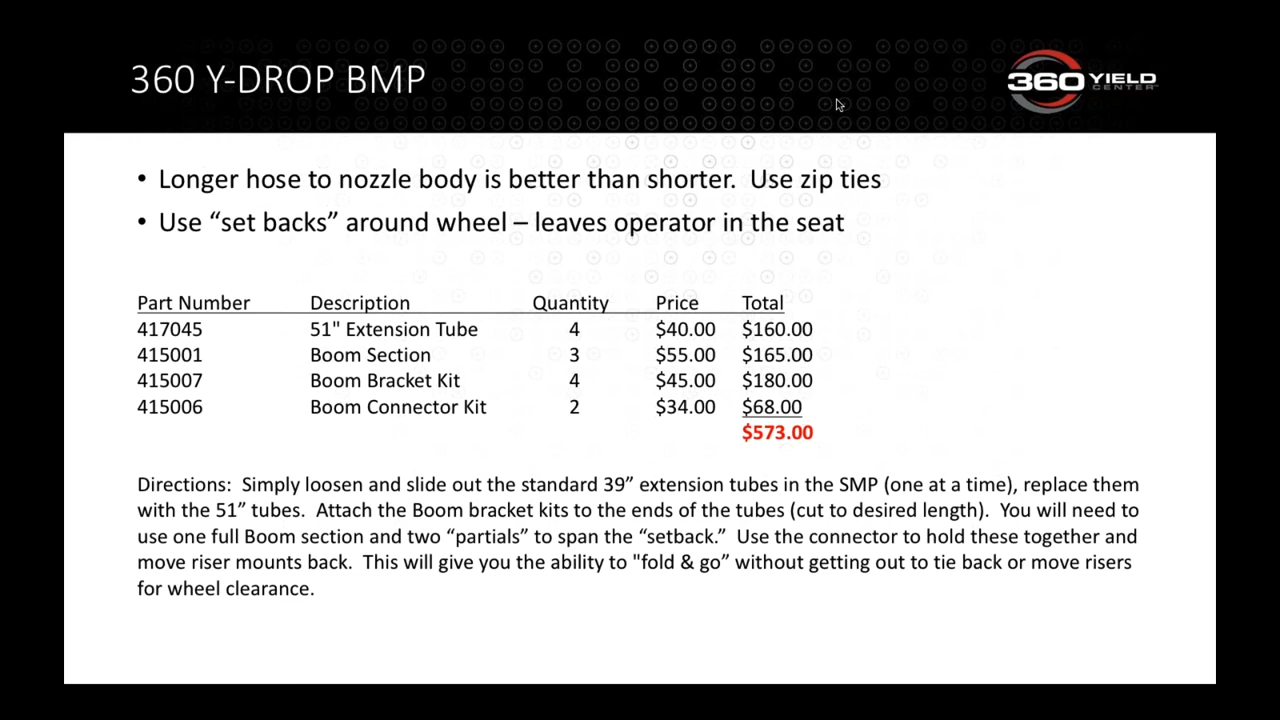 360 Y-DROP BMP
360 YIELD
CENTER™
• Longer hose to nozzle body is better than shorter.  Use zip ties
• Use “set backs” around wheel – leaves operator in the seat
Part Number Description Quantity Price Total
417045 51" Extension Tube 4 $40.00 $160.00
415001 Boom Section 3 $55.00 $165.00
415007 Boom Bracket Kit 4 $45.00 $180.00
415006 Boom Connector Kit 2 $34.00 $68.00
$573.00
Directions:  Simply loosen and slide out the standard 39” extension tubes in the SMP (one at a time), replace them
with the 51” tubes.  Attach the Boom bracket kits to the ends of the tubes (cut to desired length).  You will need to
use one full Boom section and two “partials” to span the “setback.”  Use the connector to hold these together and
move riser mounts back.  This will give you the ability to "fold & go” without getting out to tie back or move risers
for wheel clearance.